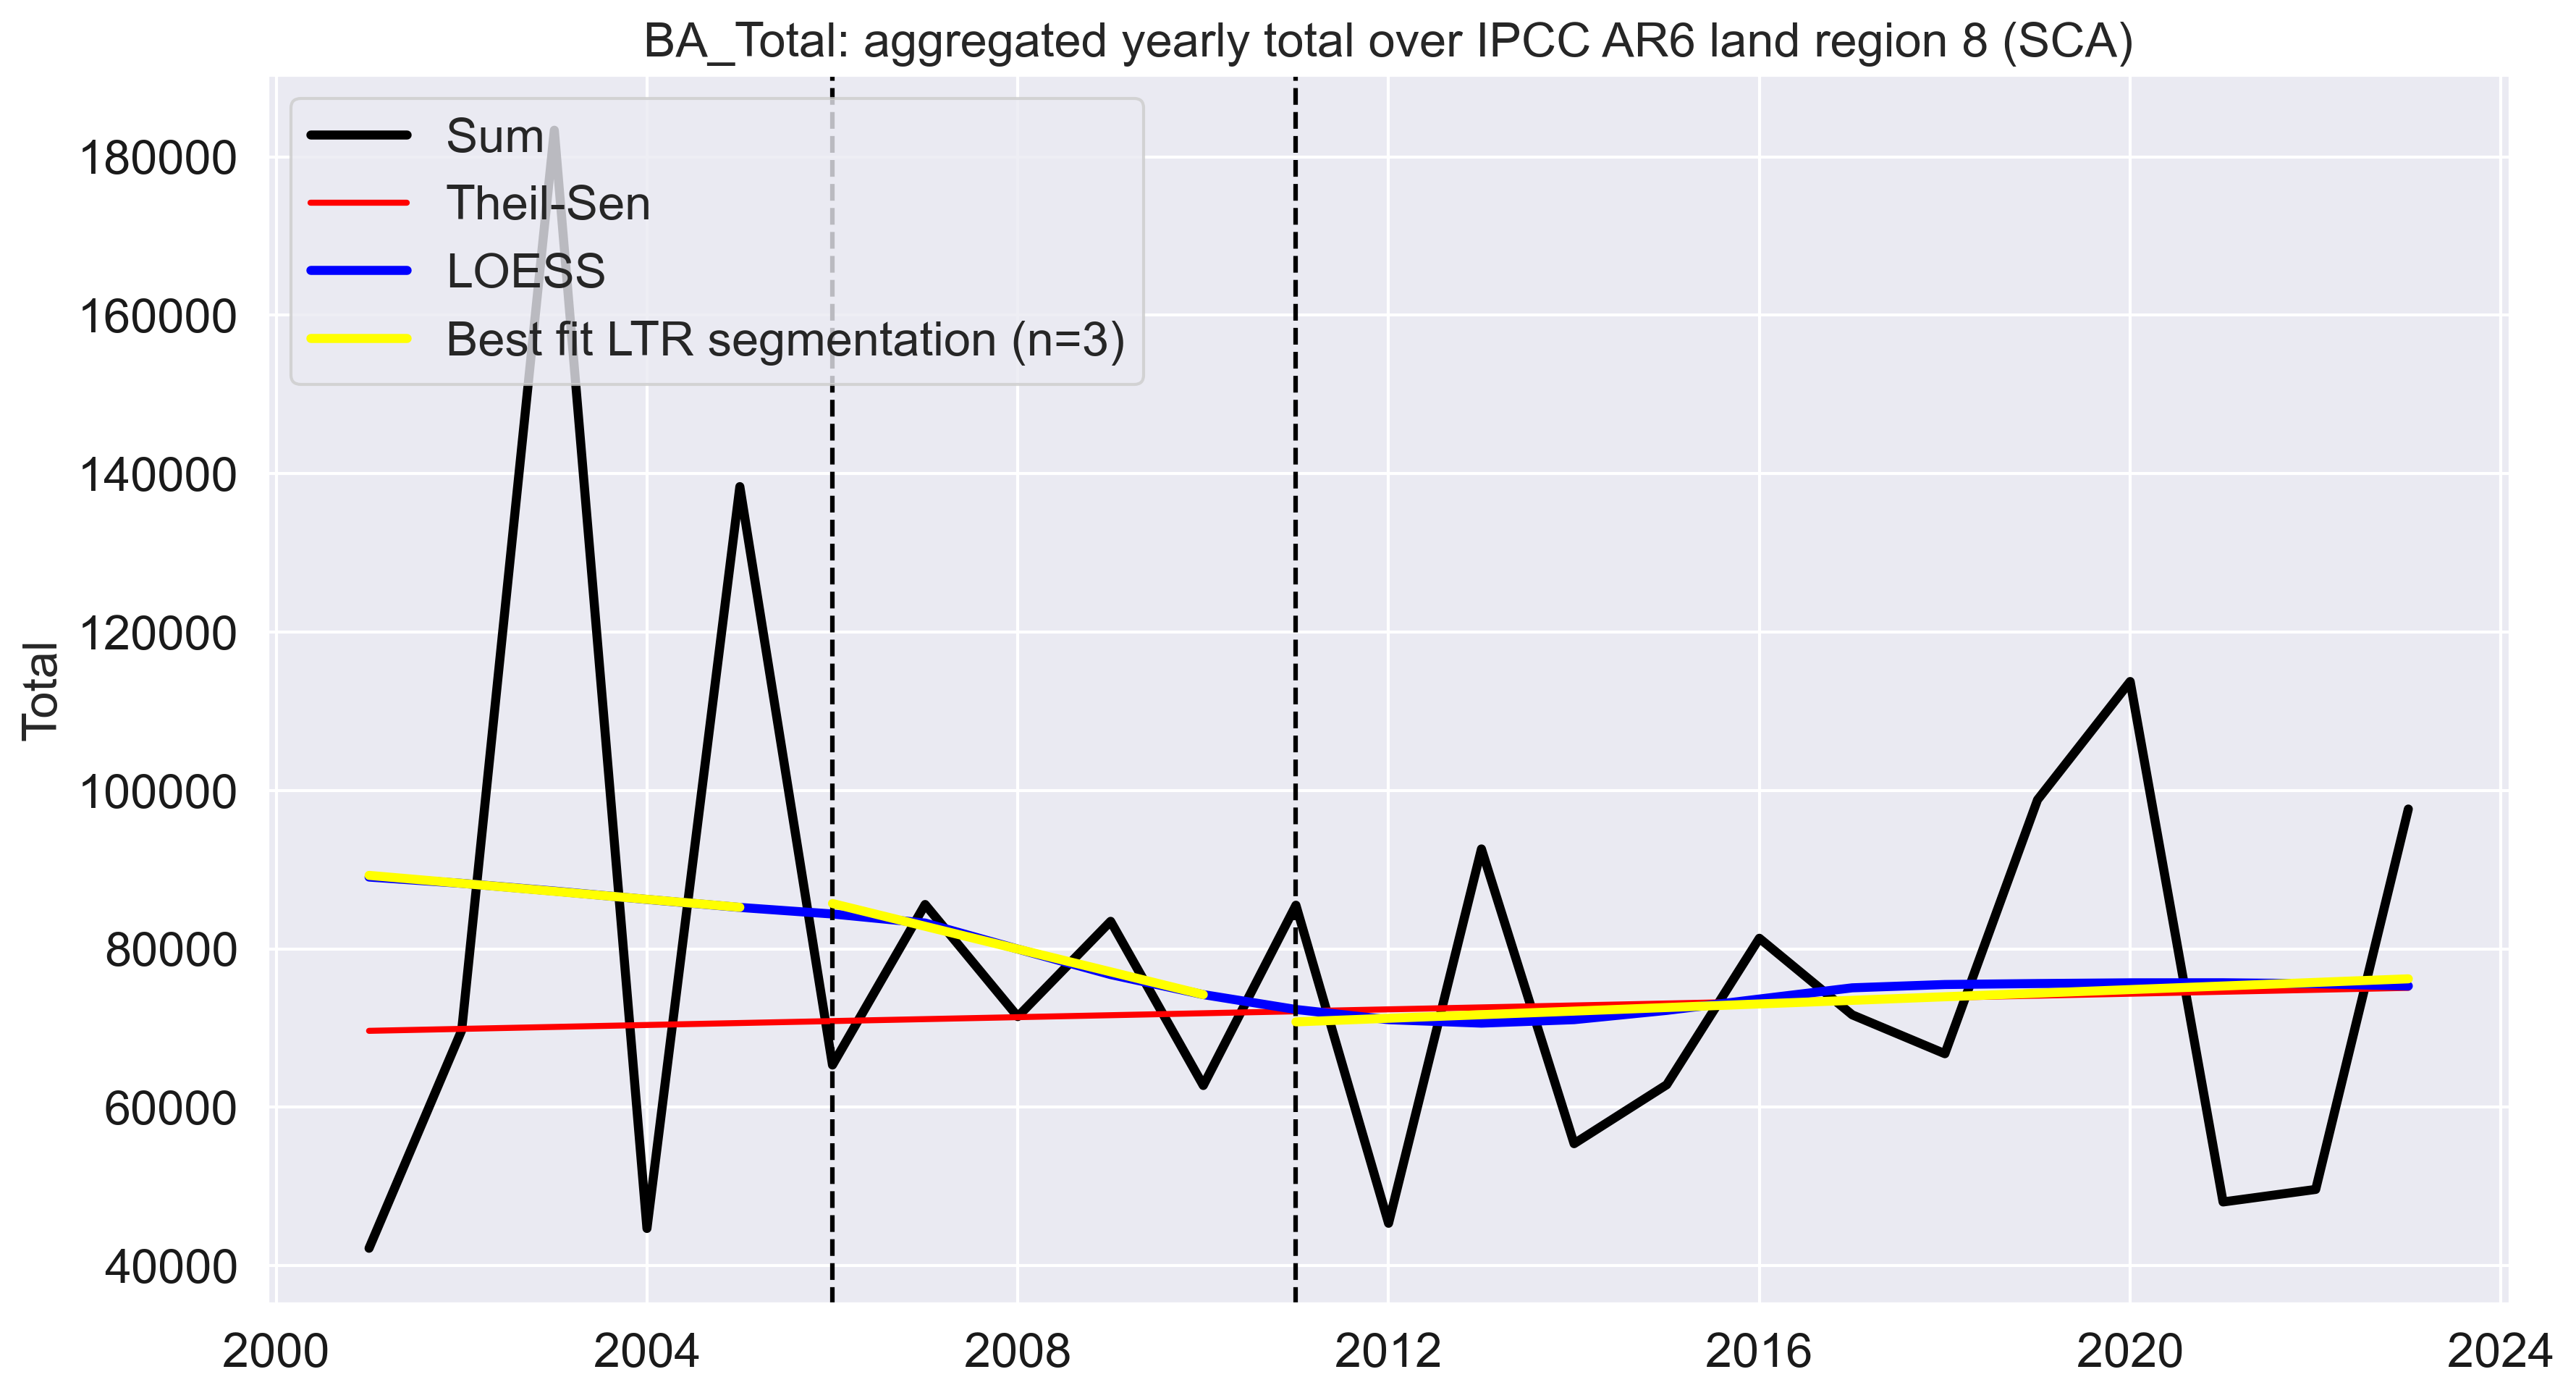 BA_Total: aggregated yearly total over IPCC AR6 land region 8 (SCA)
Sum
Theil-Sen
LOESS
Best fit LTR segmentation (n=3)
Total
180000
160000
140000
120000
100000
80000
60000
40000
2000 2004 2008 2012 2016 2020 2024